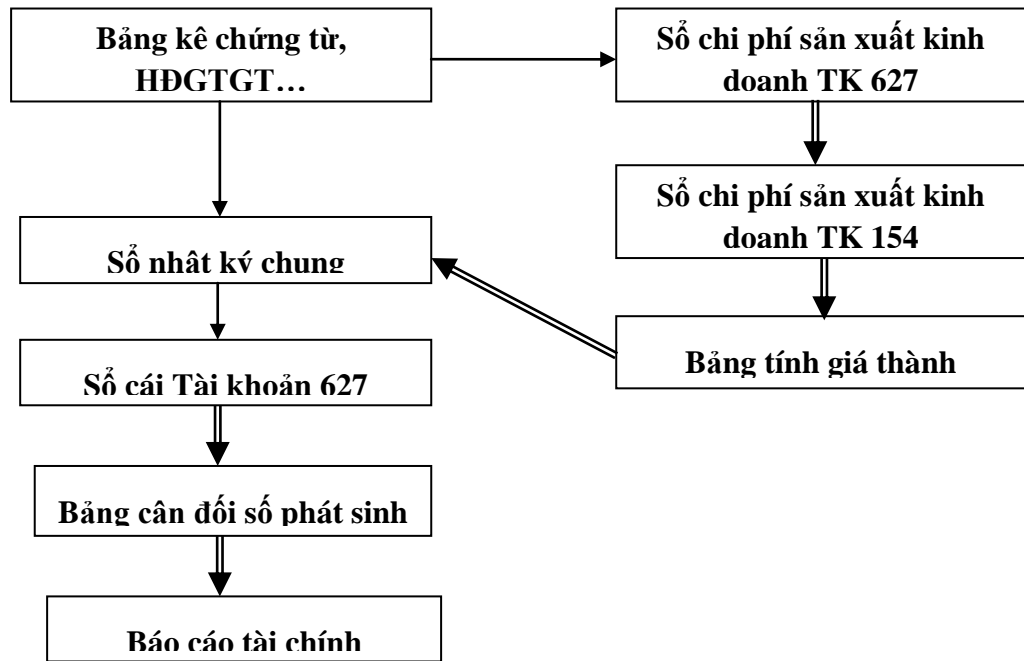 Bảng kê chứng từ,
HĐGTGT…
Sổ chi phí sản xuất kinh
doanh TK 627
Sổ chi phí sản xuất kinh
doanh TK 154
Sổ nhật ký chung
Bảng tính giá thành
Sổ cái Tài khoản 627
Bảng cân đối số phát sinh
Báo cáo tài chính